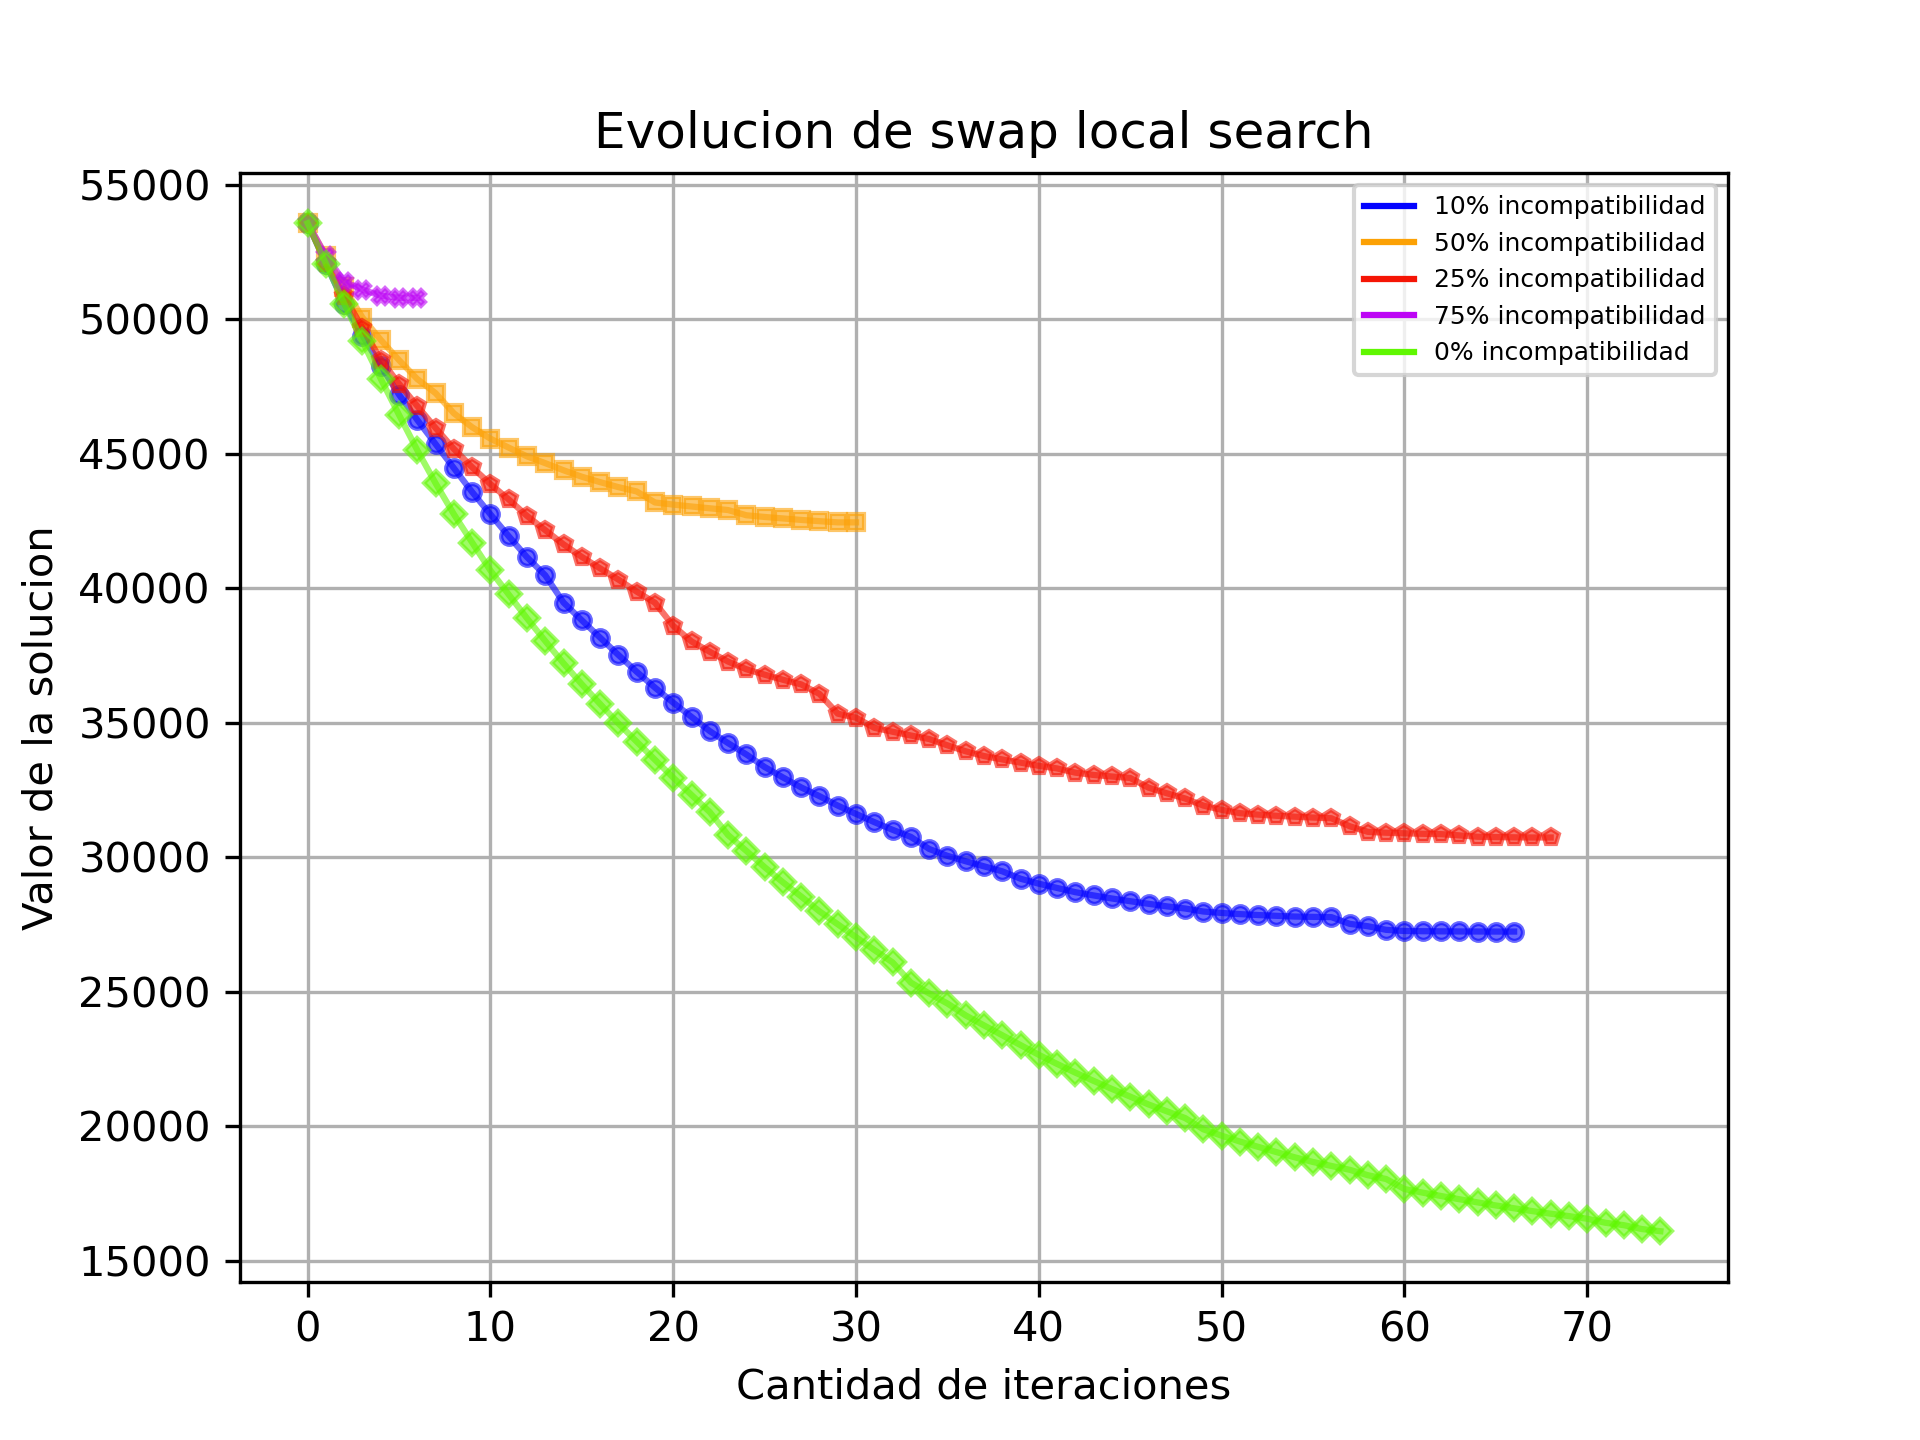 Evolucion de swap local search
55000
50000
45000
40000
35000
30000
25000
20000
15000
Valor de la solucion
10% incompatibilidad
50% incompatibilidad
25% incompatibilidad
75% incompatibilidad
0% incompatibilidad
0 10 20 30 40 50 60 70
Cantidad de iteraciones